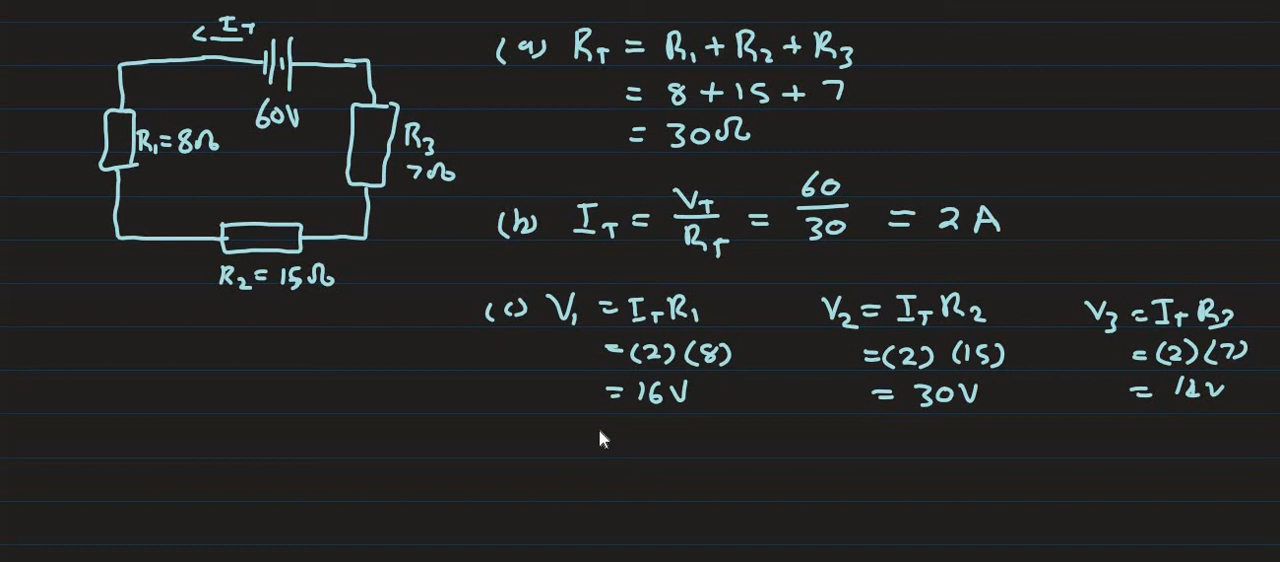 < I_T
60V
R₁=8Ω
R₃
7Ω
R₂ = 15Ω
(a) R_T = R₁ + R₂ + R₃
= 8 + 15 + 7
= 30Ω
(b) I_T = V_T / R_T = 60 / 30 = 2 A
(c) V₁ = I_T R₁
= (2)(8)
= 16V
V₂ = I_T R₂
= (2)(15)
= 30V
V₃ = I_T R₃
= (2)(7)
= 14V